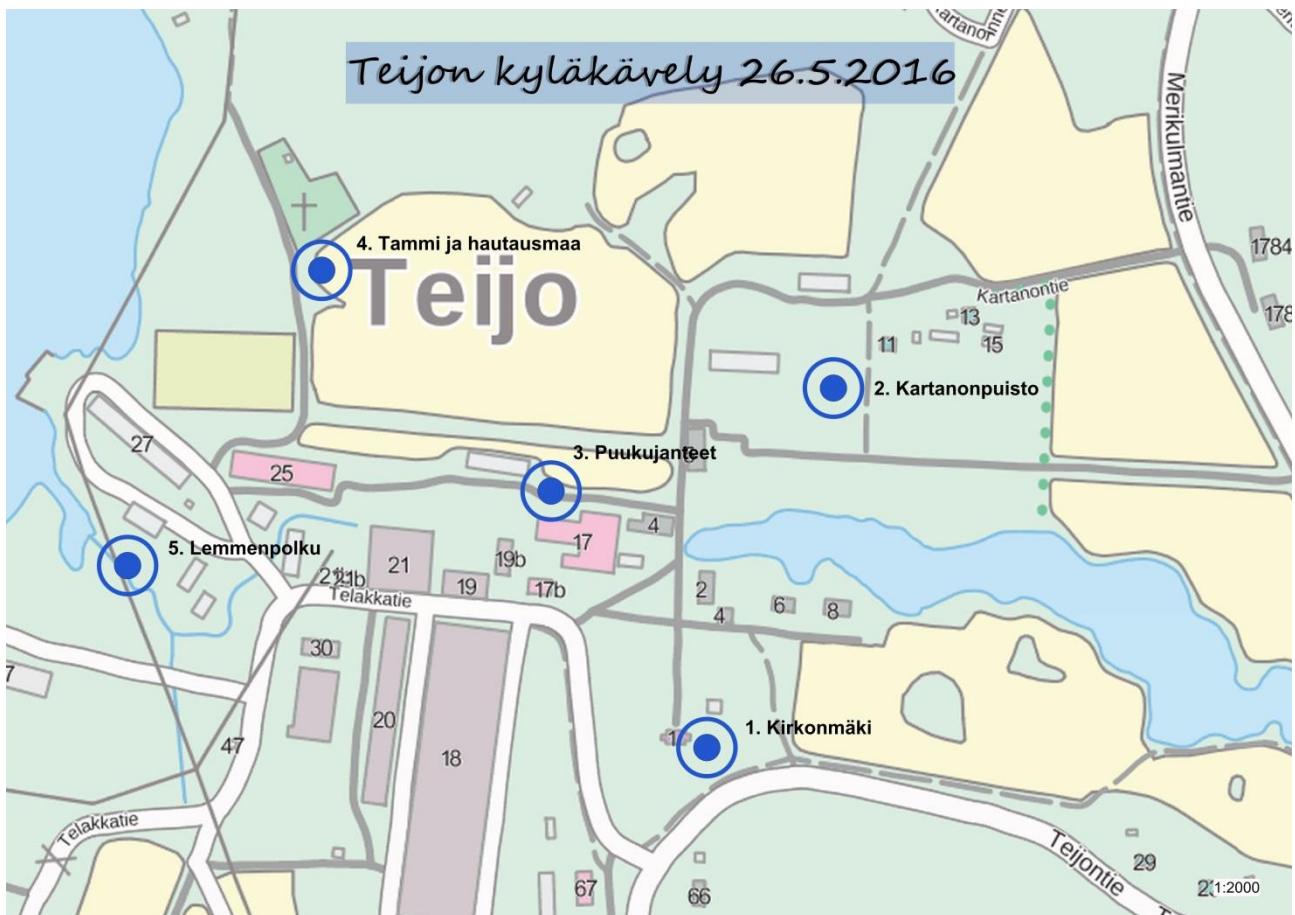 Teijon kyläkävely 26.5.2016
Merikulmantie
4. Tammi ja hautausmaa
Teijo
1784
Kartanontie
13
11
15
2. Kartanonpuisto
27
3. Puukujanteet
25
4
17
5. Lemmenpolku
21
21b
19b
19
17b
Telakkatie
2
4
6
8
30
20
18
47
1
1. Kirkonmäki
Telakkatie
Teijontie
29
67
66
1:2000